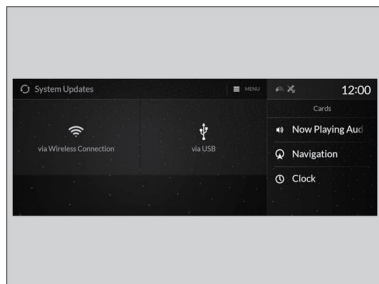 System Updates
MENU
12:00
Cards
via Wireless Connection
via USB
Now Playing Aud
Navigation
Clock